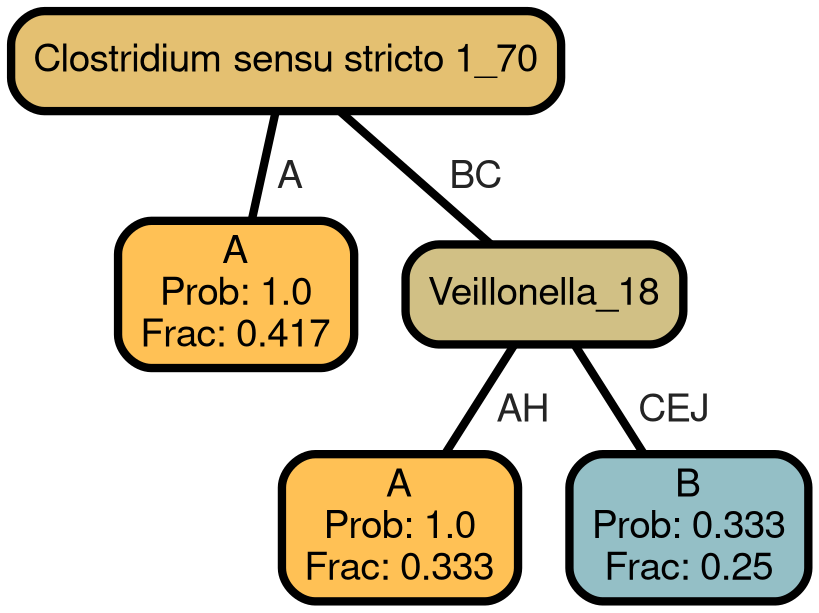 Clostridium sensu stricto 1_70
A
BC
A
Prob: 1.0
Frac: 0.417
Veillonella_18
AH
CEJ
A
Prob: 1.0
Frac: 0.333
B
Prob: 0.333
Frac: 0.25